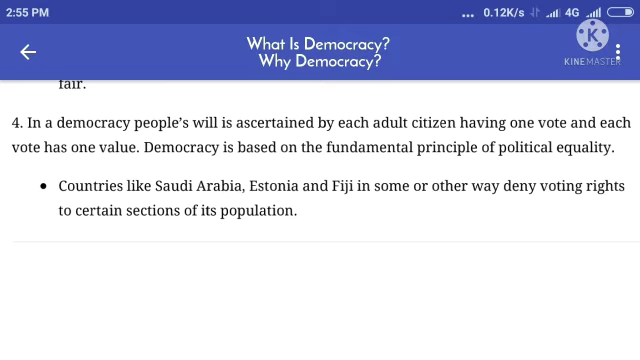 2:55 PM ... 0.12K/s 4G
What Is Democracy?
Why Democracy?
K
KINEMASTER
fair.
4. In a democracy people's will is ascertained by each adult citizen having one vote and each
vote has one value. Democracy is based on the fundamental principle of political equality.
• Countries like Saudi Arabia, Estonia and Fiji in some or other way deny voting rights
to certain sections of its population.